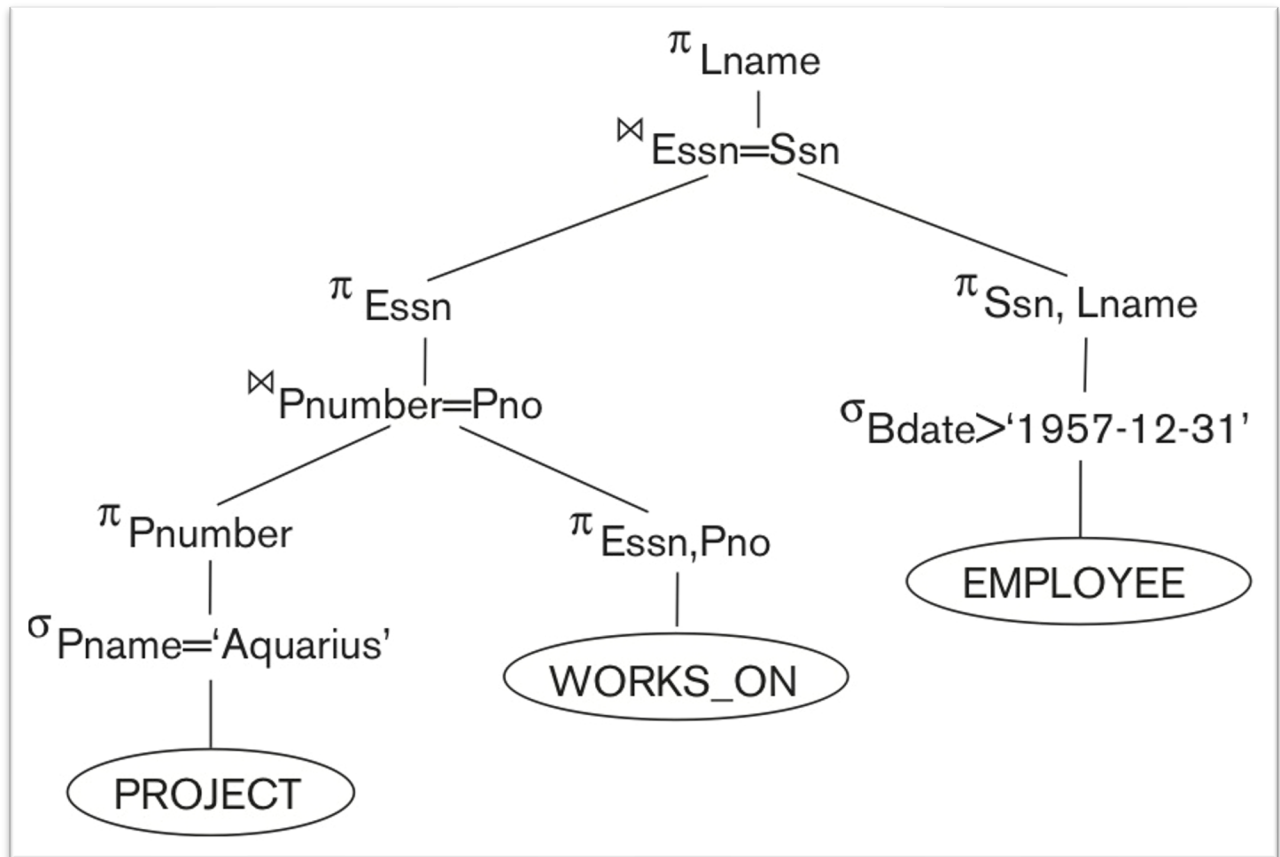 π Lname
⋈ Essn=Ssn
π Essn
π Ssn, Lname
⋈ Pnumber=Pno
σ Bdate>‘1957-12-31’
π Pnumber
π Essn,Pno
EMPLOYEE
σ Pname=‘Aquarius’
WORKS_ON
PROJECT